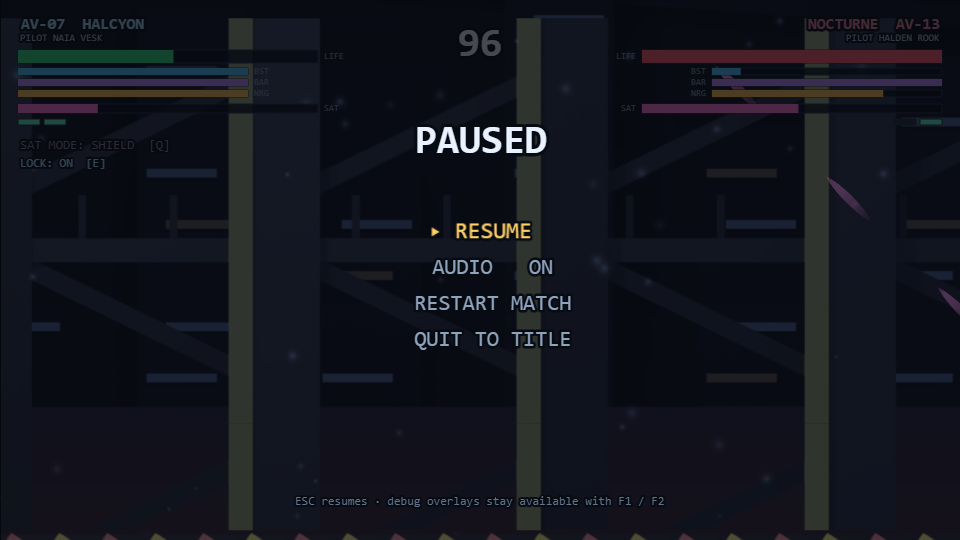 AV-07 HALCYON
PILOT NAIA VESK
LIFE
BST
BAR
NRG
SAT
SAT MODE: SHIELD [Q]
LOCK: ON [E]
96
NOCTURNE AV-13
PILOT HALDEN ROOK
LIFE
BST
BAR
NRG
SAT
PAUSED
▸ RESUME
AUDIO ON
RESTART MATCH
QUIT TO TITLE
ESC resumes · debug overlays stay available with F1 / F2